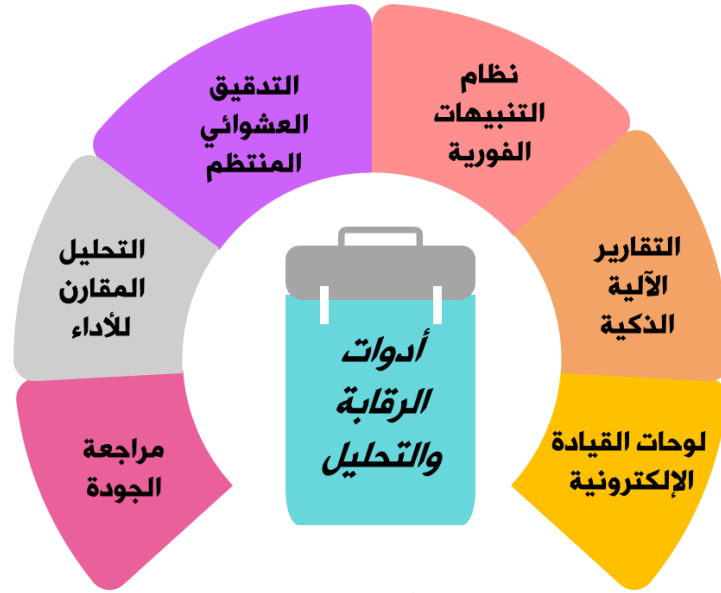 أدوات
الرقابة
والتحليل
لوحات القيادة
الإلكترونية
التقارير
الآلية
الذكية
نظام
التنبيهات
الفورية
التدقيق
العشوائي
المنتظم
التحليل
المقارن
للأداء
مراجعة
الجودة